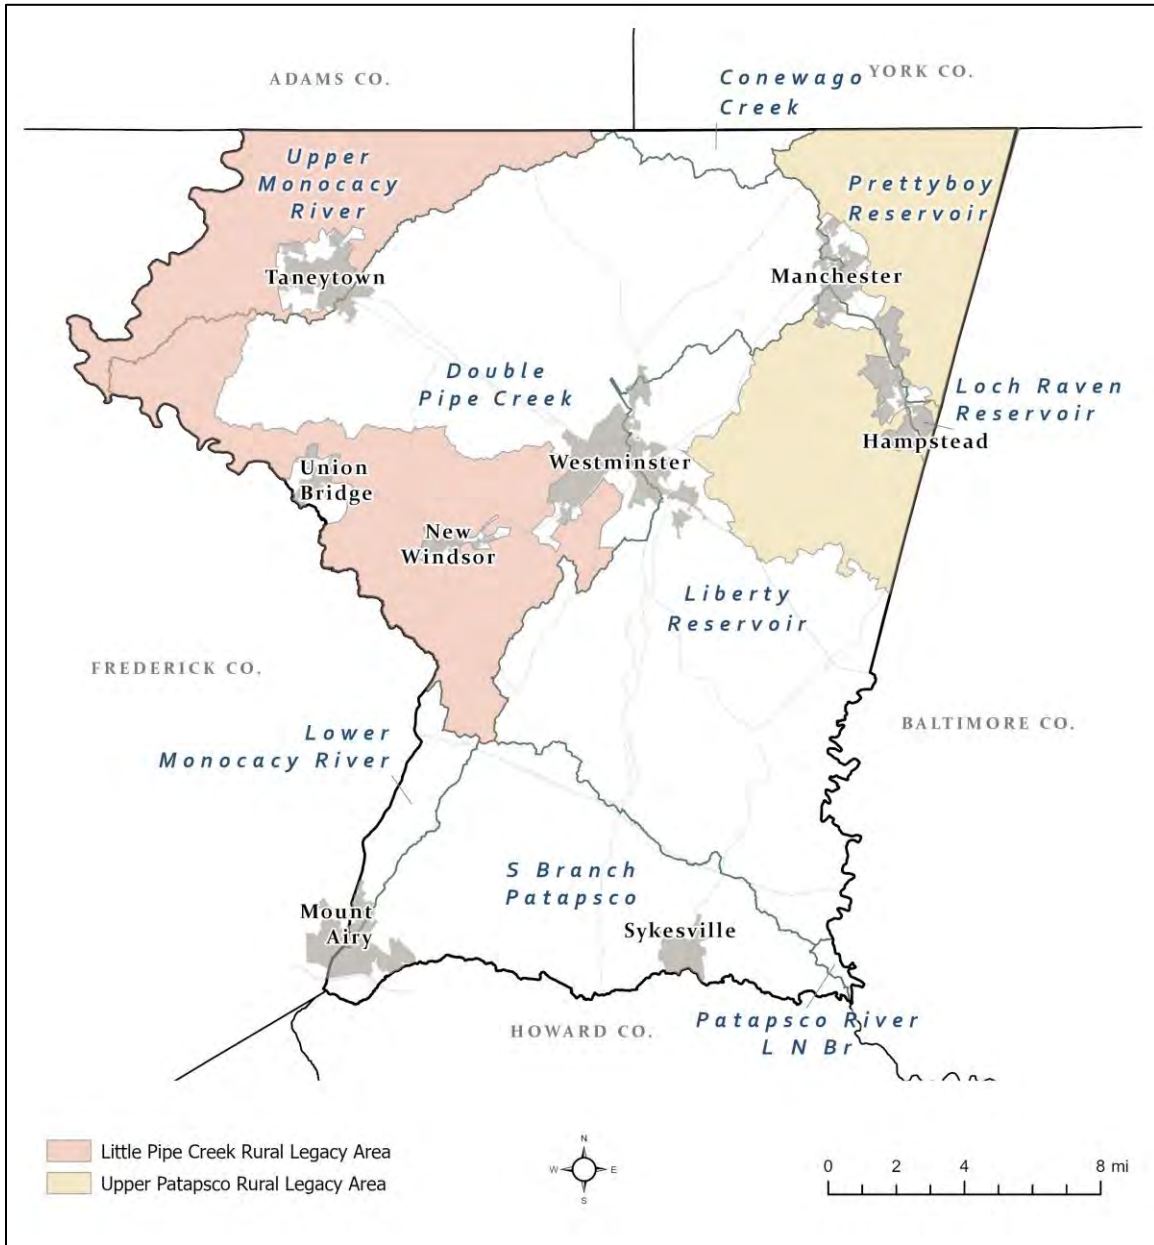 ADAMS CO.
Conewago
Creek
YORK CO.
Upper
Monocacy
River
Prettyboy
Reservoir
Taneytown
Manchester
Double
Pipe Creek
Loch Raven
Reservoir
Hampstead
Union
Bridge
Westminster
New
Windsor
Liberty
Reservoir
FREDERICK CO.
BALTIMORE CO.
Lower
Monocacy River
S Branch
Patapsco
Mount
Airy
Sykesville
Patapsco River
L N Br
HOWARD CO.
Little Pipe Creek Rural Legacy Area
Upper Patapsco Rural Legacy Area
N
W E
S
0 2 4 8 mi